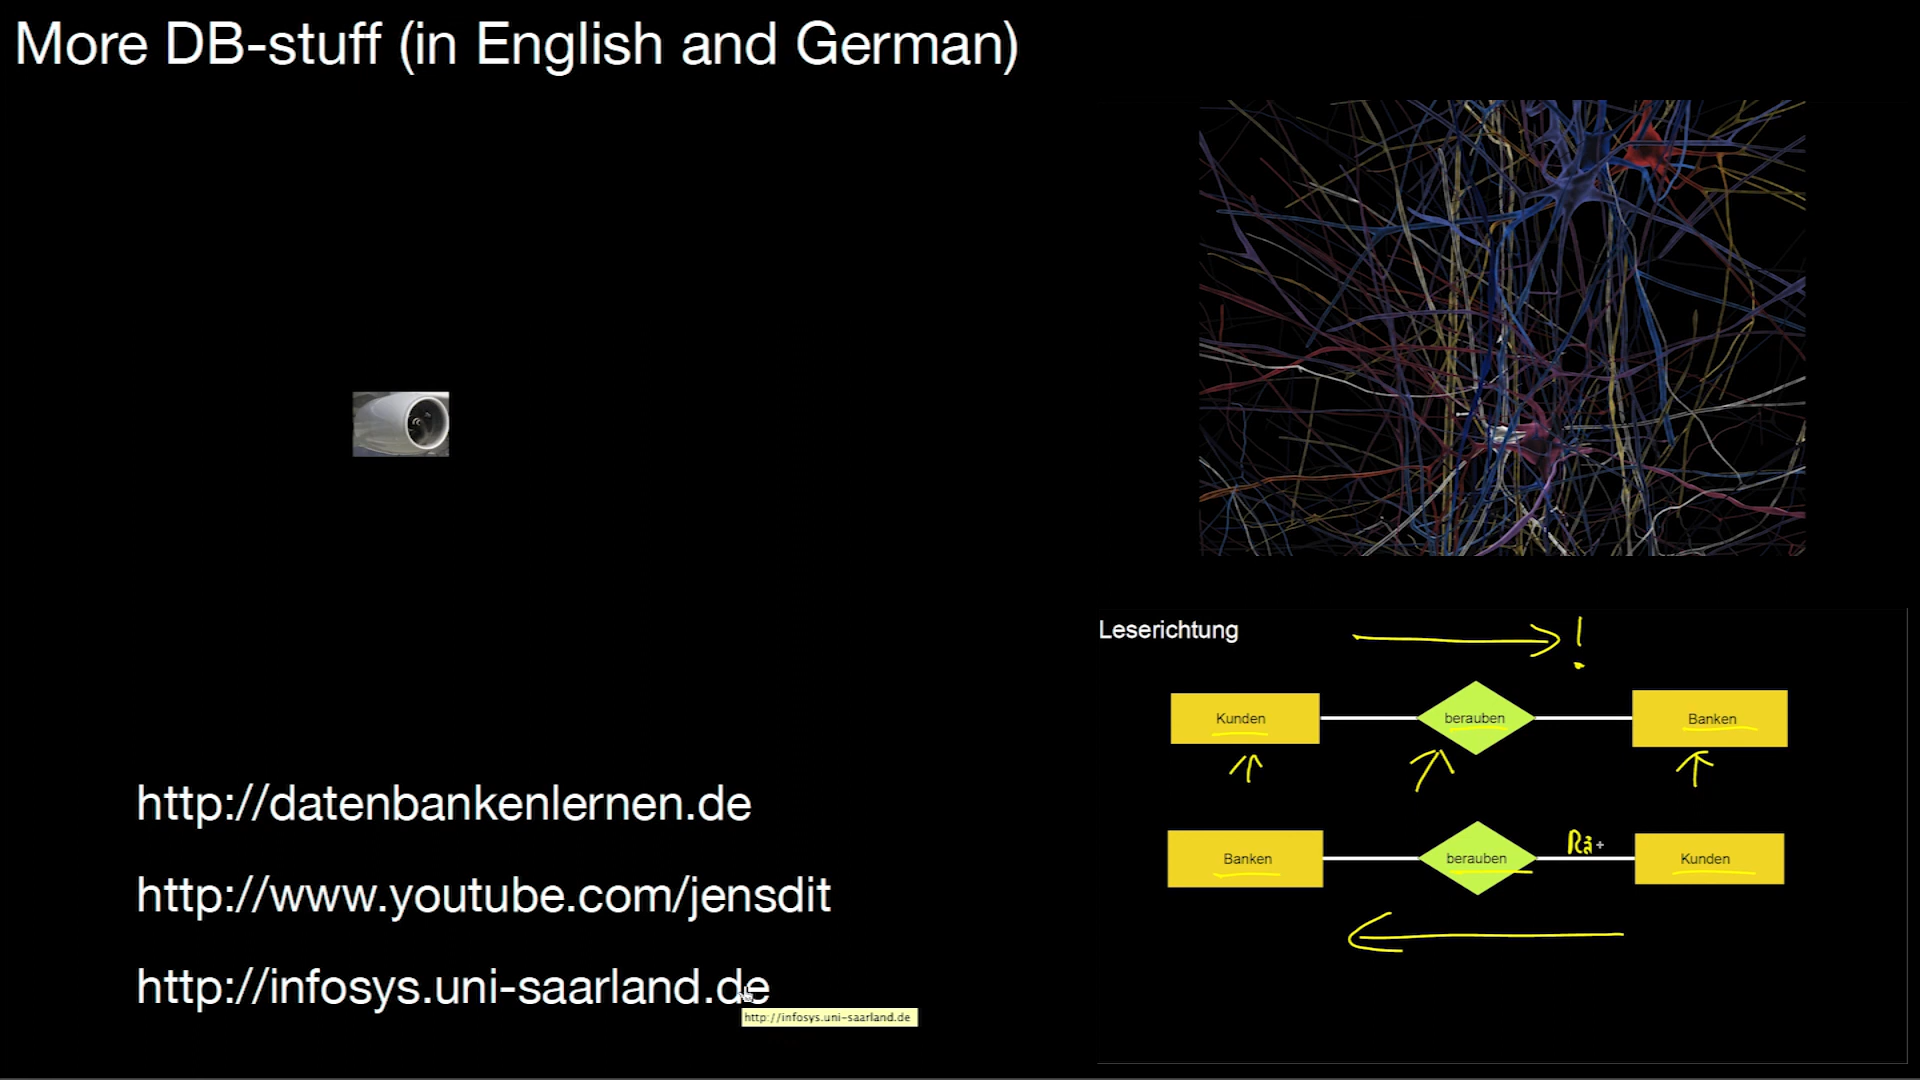 More DB-stuff (in English and German)
Leserichtung
!
Kunden berauben Banken
Banken berauben Kunden
http://datenbankenlernen.de
http://www.youtube.com/jensdit
http://infosys.uni-saarland.de
http://infosys.uni-saarland.de